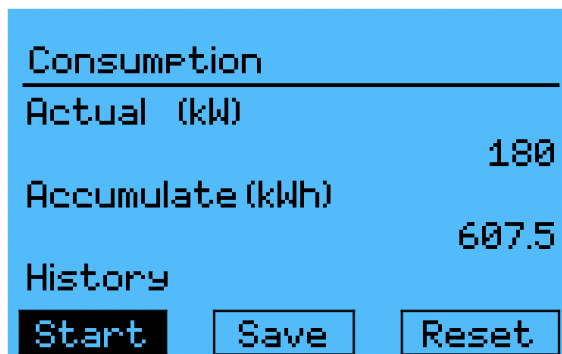 Consumption
Actual (kW)
180
Accumulate (kWh)
607.5
History
Start Save Reset